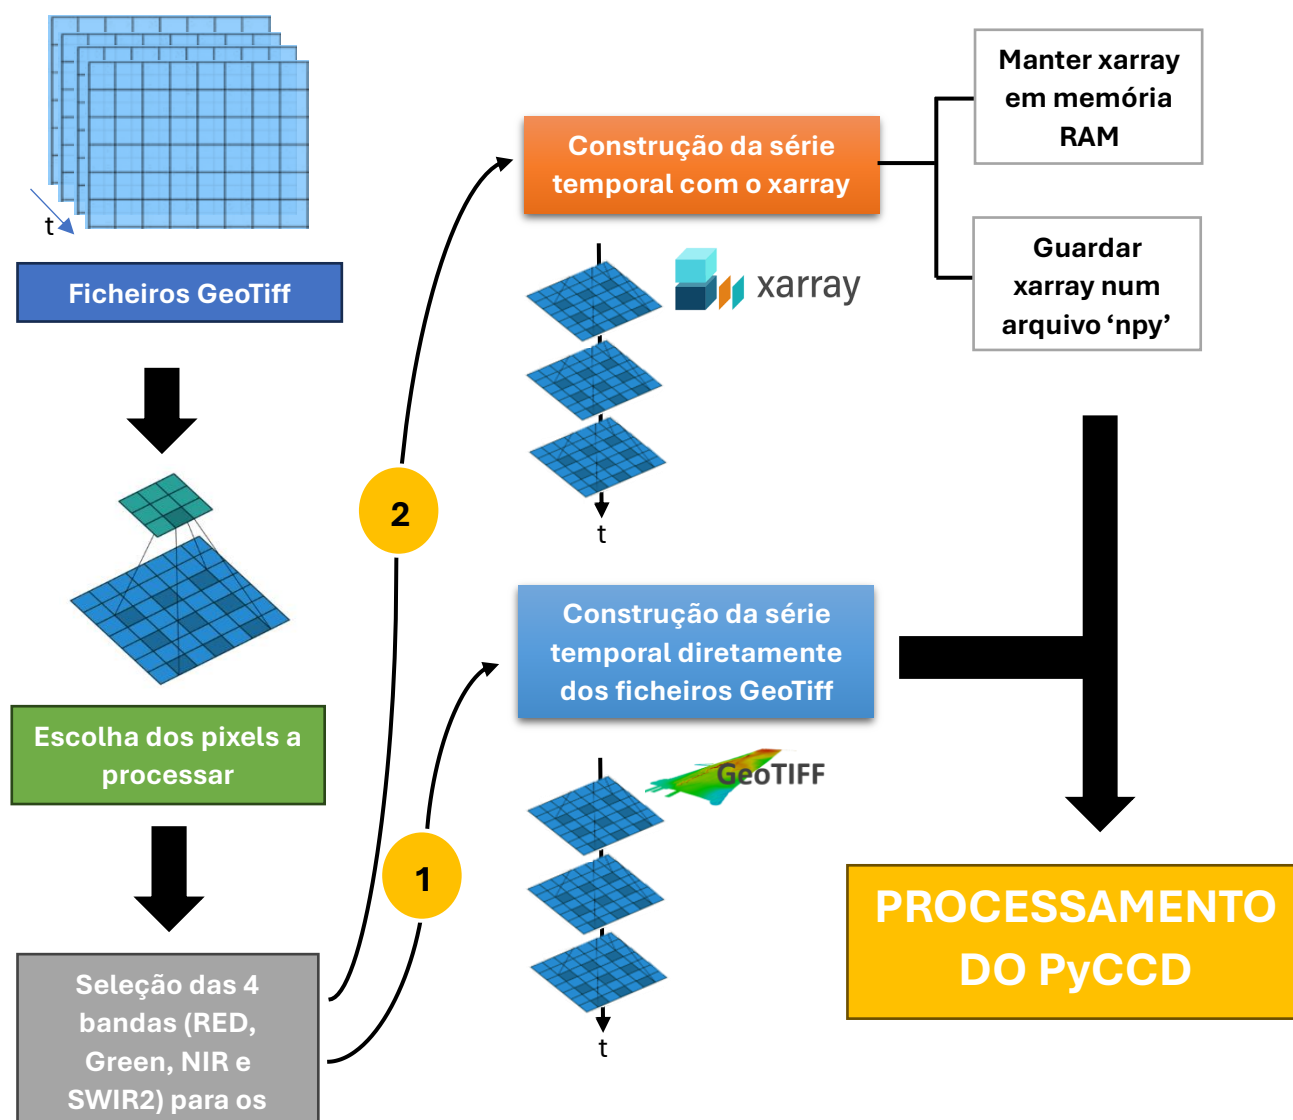 t
Ficheiros GeoTiff
Escolha dos pixels a
processar
Seleção das 4
bandas (RED,
Green, NIR e
SWIR2) para os
2
1
Construção da série
temporal com o xarray
xarray
t
Manter xarray
em memória
RAM
Guardar
xarray num
arquivo ‘npy’
Construção da série
temporal diretamente
dos ficheiros GeoTiff
GeoTIFF
t
PROCESSAMENTO
DO PyCCD